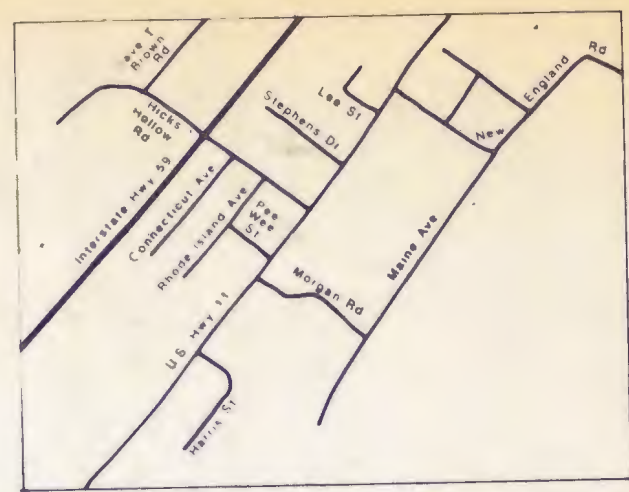 Brown
Rd
Hicks
Hollow
Rd
Interstate Hwy 59
Connecticut Ave
Rhode Island Ave
Pee
Wee
St
Stephens Dr
Lee St
New
England
Rd
Maine Ave
Morgan Rd
US Hwy 11
Harris St